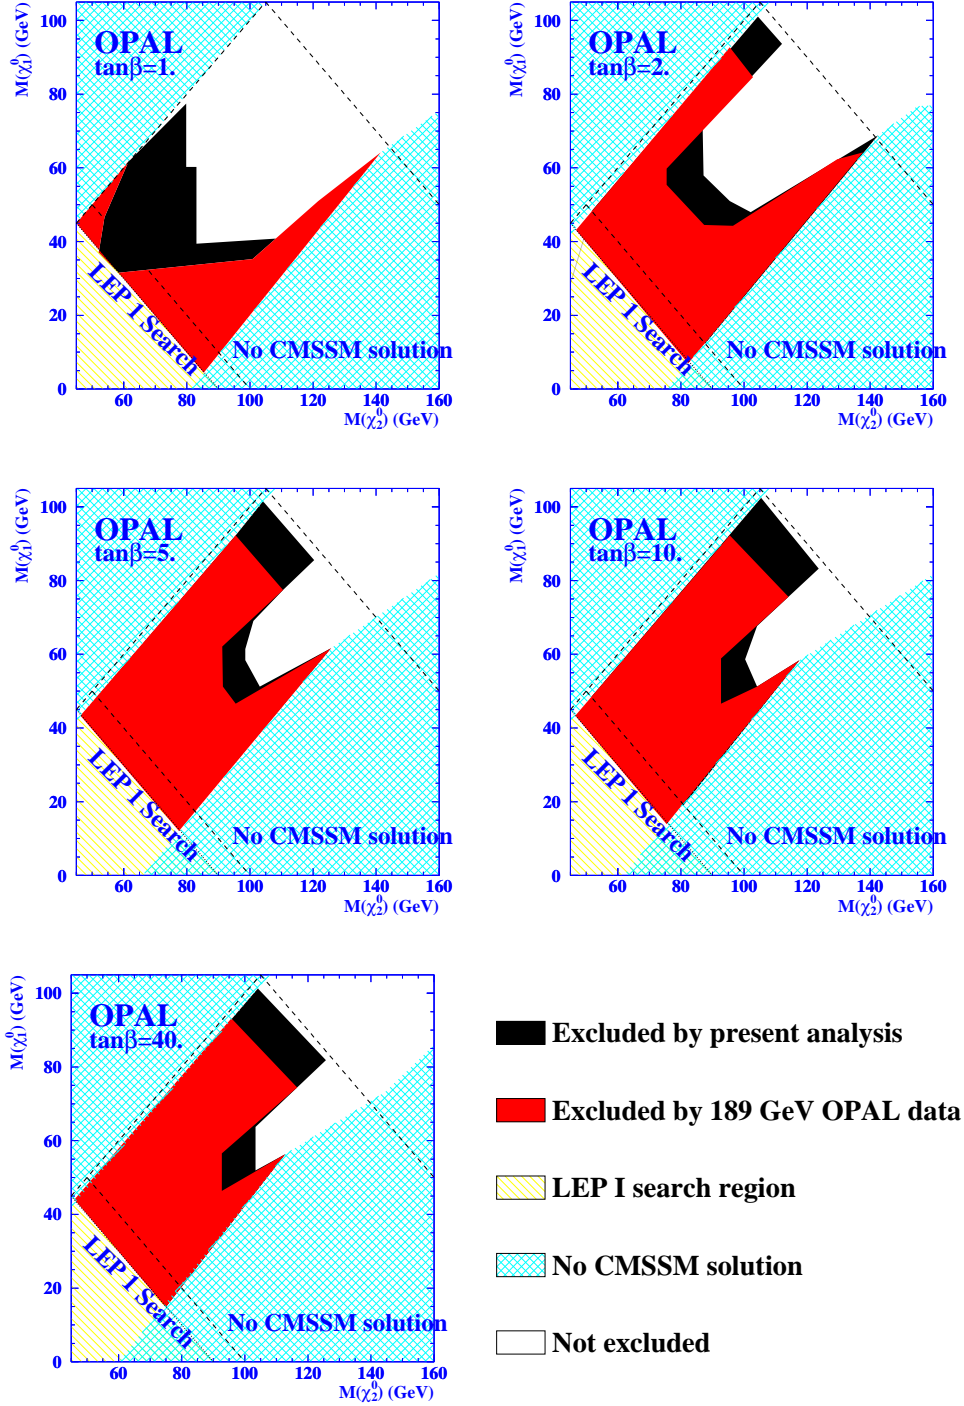 M(χ̃₁⁰) (GeV)
100
80
60
40
20
0
OPAL
tanβ=1.
LEP 1 Search
No CMSSM solution
60 80 100 120 140 160
M(χ̃₂⁰) (GeV)
M(χ̃₁⁰) (GeV)
100
80
60
40
20
0
OPAL
tanβ=2.
LEP 1 Search
No CMSSM solution
60 80 100 120 140 160
M(χ̃₂⁰) (GeV)
M(χ̃₁⁰) (GeV)
100
80
60
40
20
0
OPAL
tanβ=5.
LEP 1 Search
No CMSSM solution
60 80 100 120 140 160
M(χ̃₂⁰) (GeV)
M(χ̃₁⁰) (GeV)
100
80
60
40
20
0
OPAL
tanβ=10.
LEP 1 Search
No CMSSM solution
60 80 100 120 140 160
M(χ̃₂⁰) (GeV)
M(χ̃₁⁰) (GeV)
100
80
60
40
20
0
OPAL
tanβ=40.
LEP 1 Search
No CMSSM solution
60 80 100 120 140 160
M(χ̃₂⁰) (GeV)
Excluded by present analysis
Excluded by 189 GeV OPAL data
LEP I search region
No CMSSM solution
Not excluded